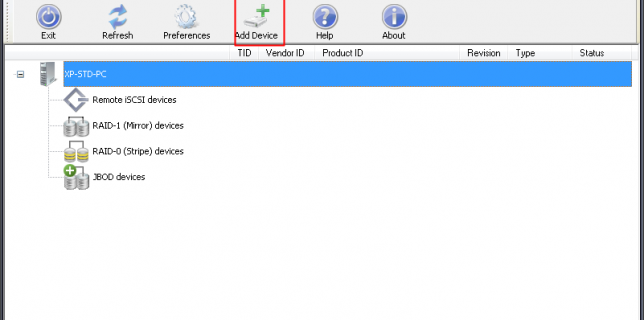 Exit Refresh Preferences Add Device Help About
TID Vendor ID Product ID Revision Type Status
XP-STD-PC
Remote iSCSI devices
RAID-1 (Mirror) devices
RAID-0 (Stripe) devices
JBOD devices